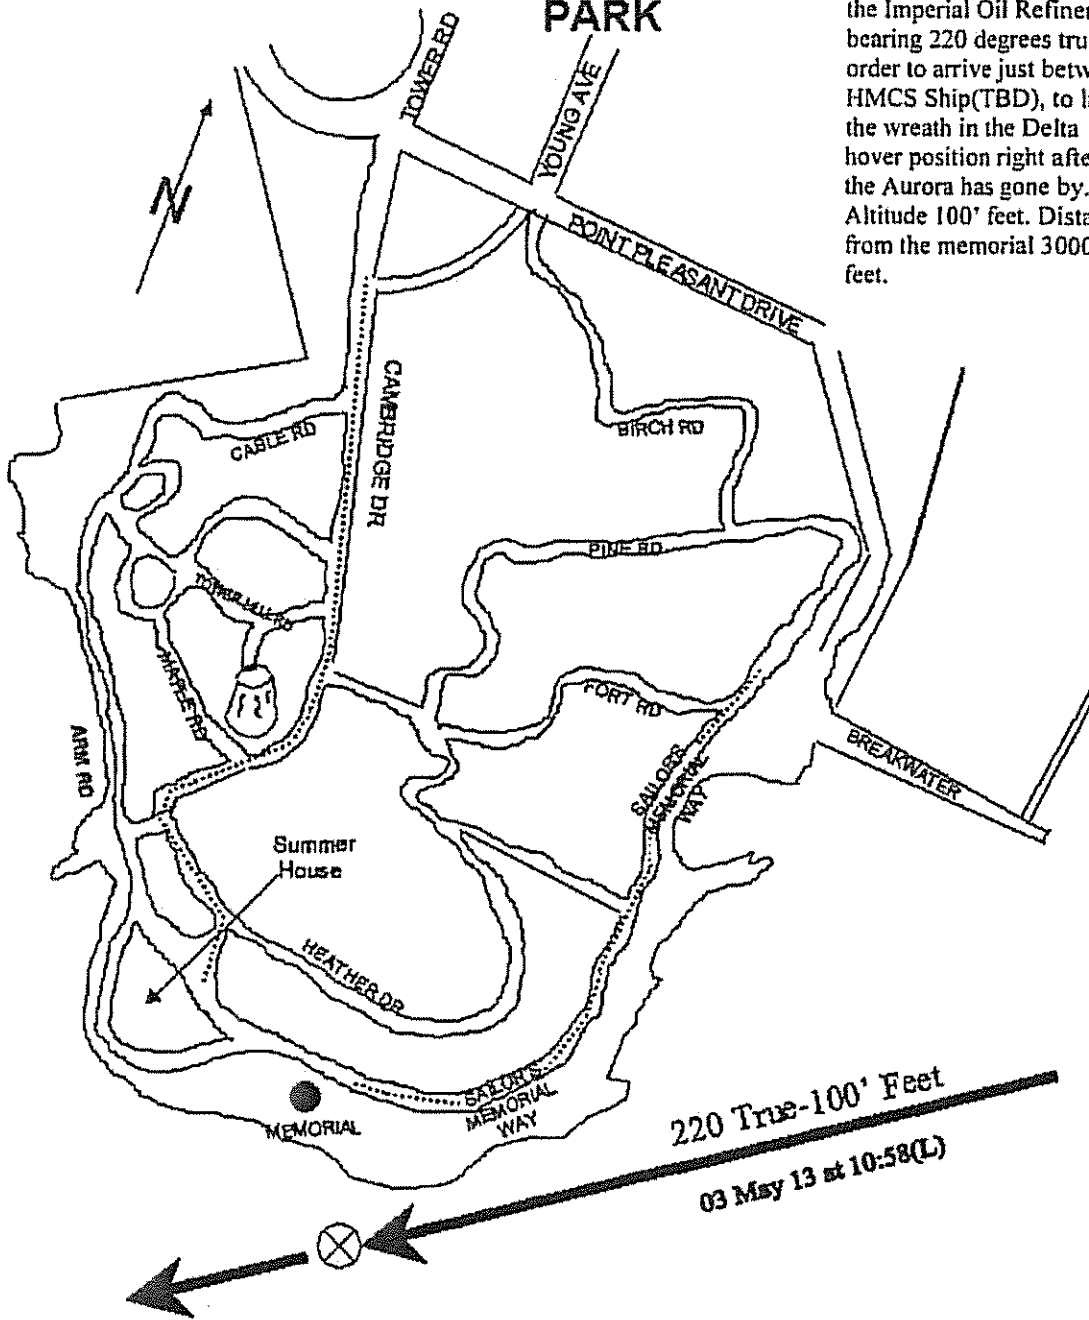 PARK
the Imperial Oil Refiner
bearing 220 degrees tru
order to arrive just betw
HMCS Ship(TBD), to l
the wreath in the Delta
hover position right afte
the Aurora has gone by.
Altitude 100' feet. Dista
from the memorial 3000
feet.
TOWER RD
YOUNG AVE
N
POINT PLEASANT DRIVE
CAMBRIDGE DR
CABLE RD
BIRCH RD
PINE RD
TOWER HILL RD
MAPLE RD
FORT RD
ARM RD
SAILOR'S
MEMORIAL
WAY
BREAKWATER
Summer
House
HEATHER DR
SAILOR'S
MEMORIAL
WAY
MEMORIAL
220 True-100' Feet
03 May 13 at 10:58(L)